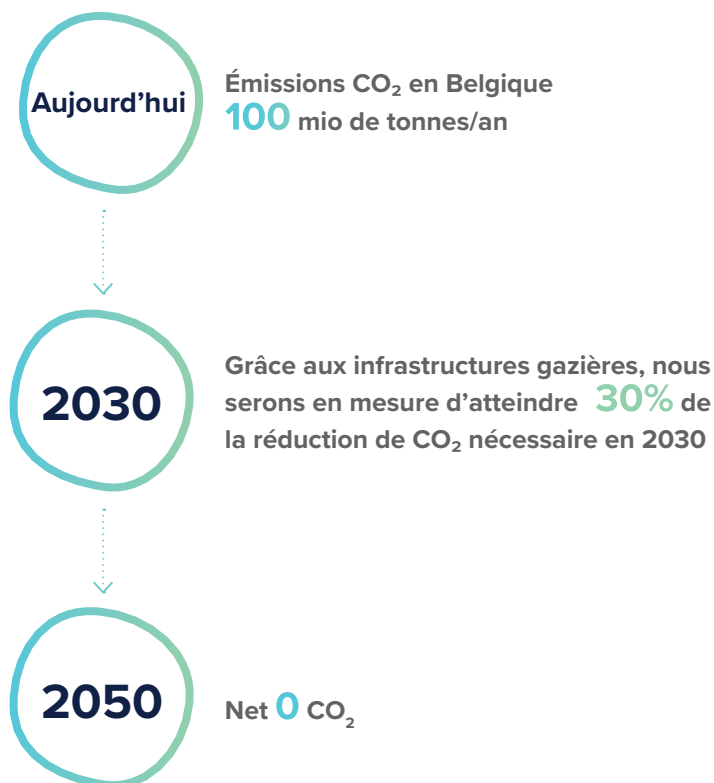 Aujourd’hui
Émissions CO₂ en Belgique
100 mio de tonnes/an
2030
Grâce aux infrastructures gazières, nous
serons en mesure d’atteindre 30% de
la réduction de CO₂ nécessaire en 2030
2050
Net 0 CO₂